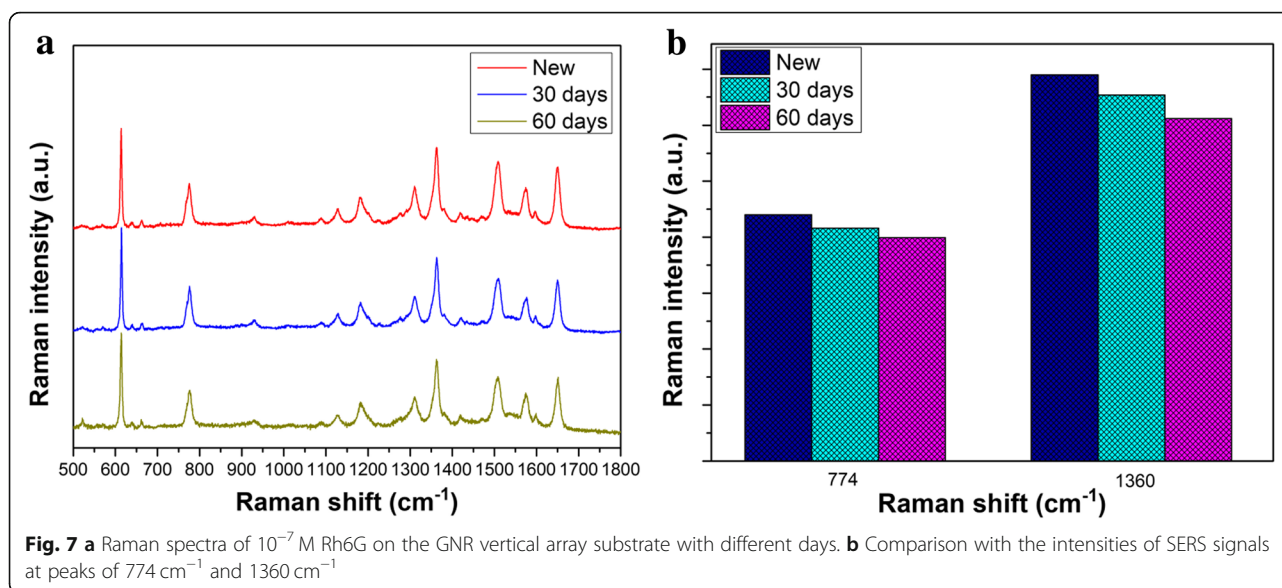 a
New
30 days
60 days
Raman intensity (a.u.)
500 600 700 800 900 1000 1100 1200 1300 1400 1500 1600 1700 1800
Raman shift (cm⁻¹)
b
New
30 days
60 days
Raman intensity (a.u.)
774 1360
Raman shift (cm⁻¹)
Fig. 7 a Raman spectra of 10⁻⁷ M Rh6G on the GNR vertical array substrate with different days. b Comparison with the intensities of SERS signals
at peaks of 774 cm⁻¹ and 1360 cm⁻¹